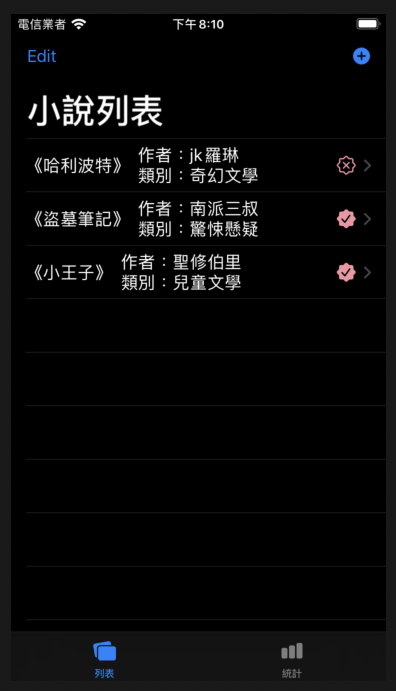 電信業者 下午8:10
Edit
小說列表
《哈利波特》
作者：jk羅琳
類別：奇幻文學
《盜墓筆記》
作者：南派三叔
類別：驚悚懸疑
《小王子》
作者：聖修伯里
類別：兒童文學
列表 統計